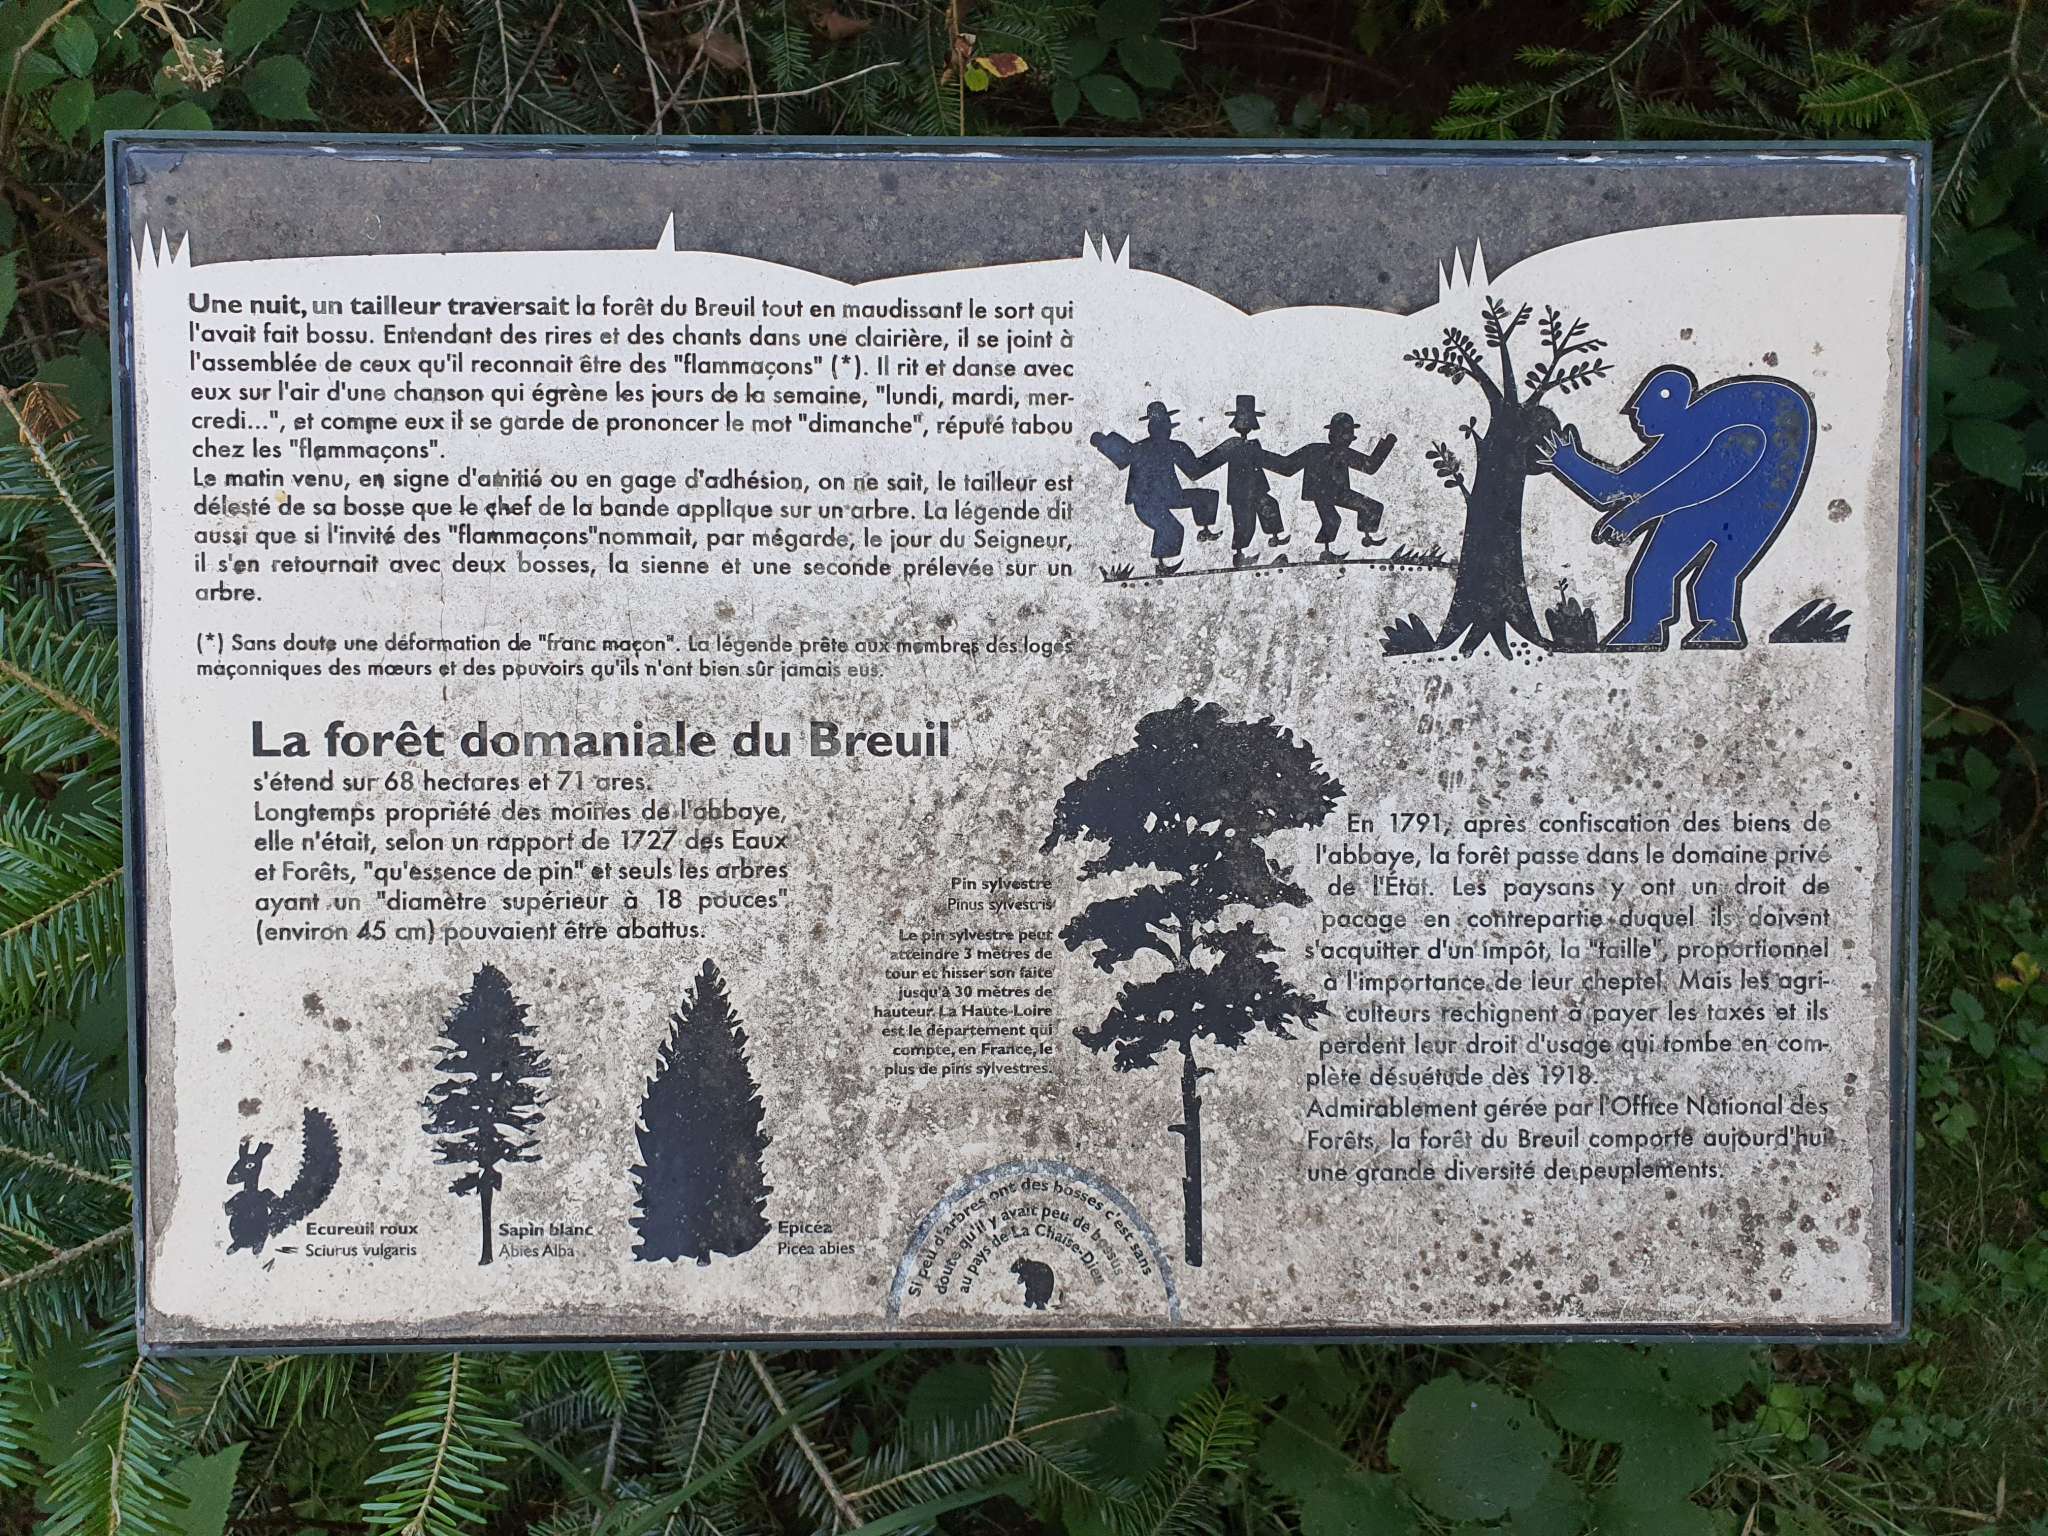 Une nuit, un tailleur traversait la forêt du Breuil tout en maudissant le sort qui
l'avait fait bossu. Entendant des rires et des chants dans une clairière, il se joint à
l'assemblée de ceux qu'il reconnait être des "flammaçons" (*). Il rit et danse avec
eux sur l'air d'une chanson qui égrène les jours de la semaine, "lundi, mardi, mer-
credi...", et comme eux il se garde de prononcer le mot "dimanche", réputé tabou
chez les "flammaçons".
Le matin venu, en signe d'amitié ou en gage d'adhésion, on ne sait, le tailleur est
délesté de sa bosse que le chef de la bande applique sur un arbre. La légende dit
aussi que si l'invité des "flammaçons"nommait, par mégarde, le jour du Seigneur,
il s'en retournait avec deux bosses, la sienne et une seconde prélevée sur un
arbre.
(*) Sans doute une déformation de "franc maçon". La légende prête aux membres des loges
maçonniques des mœurs et des pouvoirs qu'ils n'ont bien sûr jamais eus.
La forêt domaniale du Breuil
s'étend sur 68 hectares et 71 ares.
Longtemps propriété des moines de l'abbaye,
elle n'était, selon un rapport de 1727 des Eaux
et Forêts, "qu'essence de pin" et seuls les arbres
ayant un "diamètre supérieur à 18 pouces"
(environ 45 cm) pouvaient être abattus.
Ecureuil roux
Sciurus vulgaris
Sapin blanc
Abies Alba
Epicéa
Picea abies
Pin sylvestre
Pinus sylvestris
Le pin sylvestre peut
atteindre 3 mètres de
tour et hisser son faîte
jusqu'à 30 mètres de
hauteur. La Haute-Loire
est le département qui
compte, en France, le
plus de pins sylvestres.
Si peu d'arbres ont des bosses c'est sans
doute qu'il y avait peu de bossus
au pays de La Chaise-Dieu
En 1791, après confiscation des biens de
l'abbaye, la forêt passe dans le domaine privé
de l'État. Les paysans y ont un droit de
pacage en contrepartie duquel ils doivent
s'acquitter d'un impôt, la "taille", proportionnel
à l'importance de leur cheptel. Mais les agri-
culteurs rechignent à payer les taxes et ils
perdent leur droit d'usage qui tombe en com-
plète désuétude dès 1918.
Admirablement gérée par l'Office National des
Forêts, la forêt du Breuil comporte aujourd'hui
une grande diversité de peuplements.